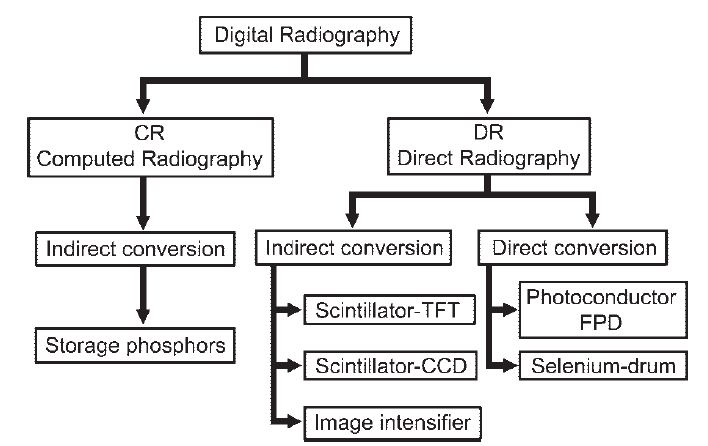 Digital Radiography
CR
Computed Radiography
DR
Direct Radiography
Indirect conversion
Indirect conversion
Direct conversion
Storage phosphors
Scintillator-TFT
Scintillator-CCD
Image intensifier
Photoconductor
FPD
Selenium-drum